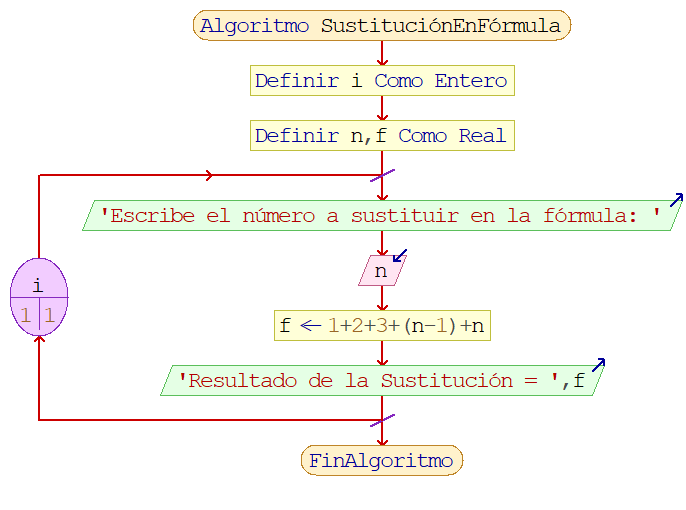 Algoritmo SustituciónEnFórmula
Definir i Como Entero
Definir n,f Como Real
'Escribe el número a sustituir en la fórmula: '
n
i
1 1
f ← 1+2+3+(n-1)+n
'Resultado de la Sustitución = ',f
FinAlgoritmo